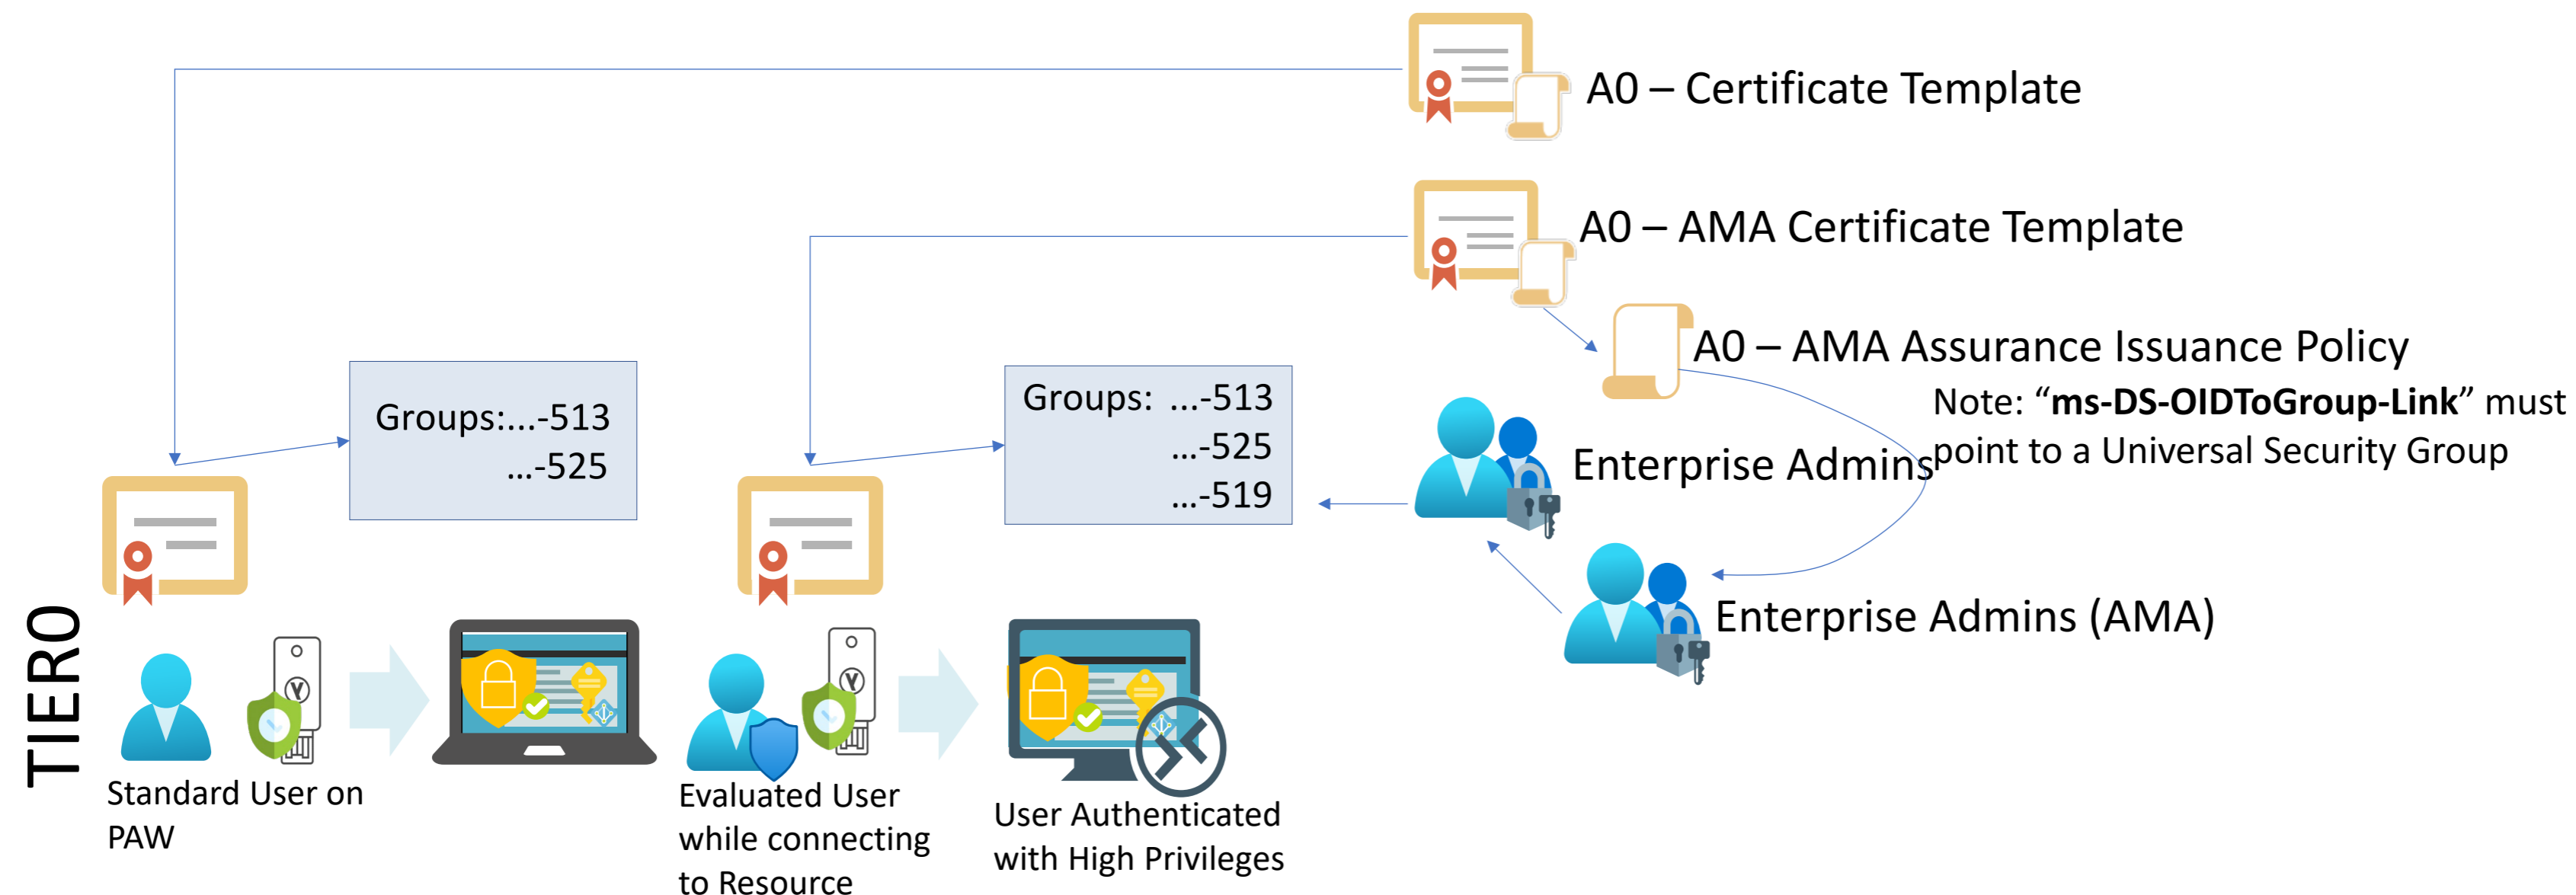 A0 – Certificate Template
A0 – AMA Certificate Template
A0 – AMA Assurance Issuance Policy
Note: “ms-DS-OIDToGroup-Link” must
point to a Universal Security Group
Groups:...-513
...-525
Groups: ...-513
...-525
...-519
Enterprise Admins
Enterprise Admins (AMA)
TIER0
Standard User on
PAW
Evaluated User
while connecting
to Resource
User Authenticated
with High Privileges